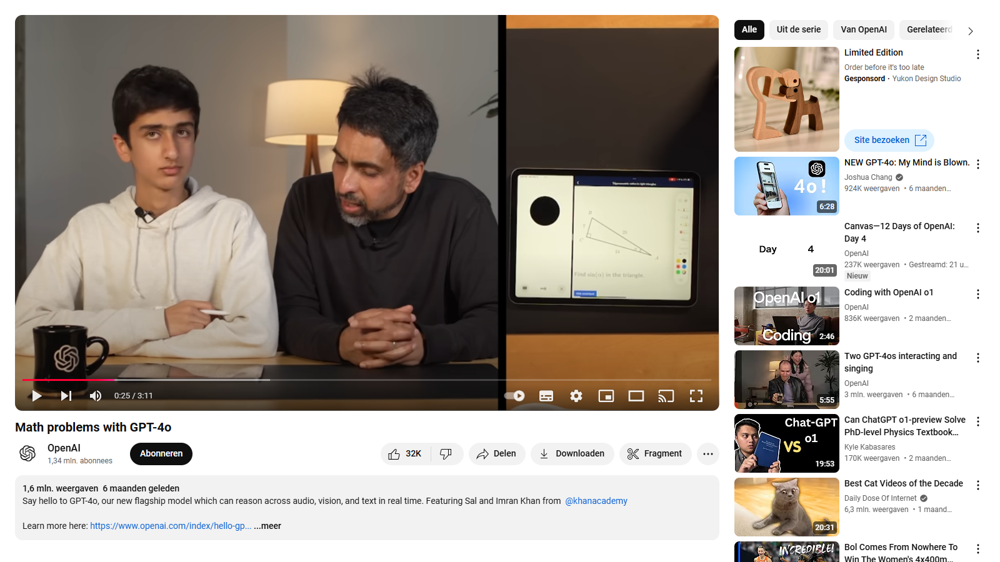 Trigonometric ratios in right triangles
B
7
25
C
24
α
A
Find sin(α) in the triangle.
0:25 / 3:11
Math problems with GPT-4o
OpenAI
1,34 mln. abonnees
Abonneren
32K
Delen
Downloaden
Fragment
1,6 mln. weergaven 6 maanden geleden
Say hello to GPT-4o, our new flagship model which can reason across audio, vision, and text in real time. Featuring Sal and Imran Khan from @khanacademy
Learn more here: https://www.openai.com/index/hello-gp... ...meer
Alle
Uit de serie
Van OpenAI
Gerelateerd
Limited Edition
Order before it's too late
Gesponsord · Yukon Design Studio
Site bezoeken
4o!
6:28
NEW GPT-4o: My Mind is Blown.
Joshua Chang
924K weergaven • 6 maanden...
Day 4
20:01
Canvas—12 Days of OpenAI:
Day 4
OpenAI
237K weergaven • Gestreamd: 21 u...
Nieuw
OpenAI o1
Coding
2:46
Coding with OpenAI o1
OpenAI
836K weergaven • 2 maanden...
5:55
Two GPT-4os interacting and
singing
OpenAI
3 mln. weergaven • 6 maanden...
Chat-GPT
o1
VS
19:53
Can ChatGPT o1-preview Solve
PhD-level Physics Textbook...
Kyle Kabasares
170K weergaven • 2 maanden...
20:31
Best Cat Videos of the Decade
Daily Dose Of Internet
6,3 mln. weergaven • 1 maand...
INCREDIBLE!
Bol Comes From Nowhere To
Win The Women's 4x400m...